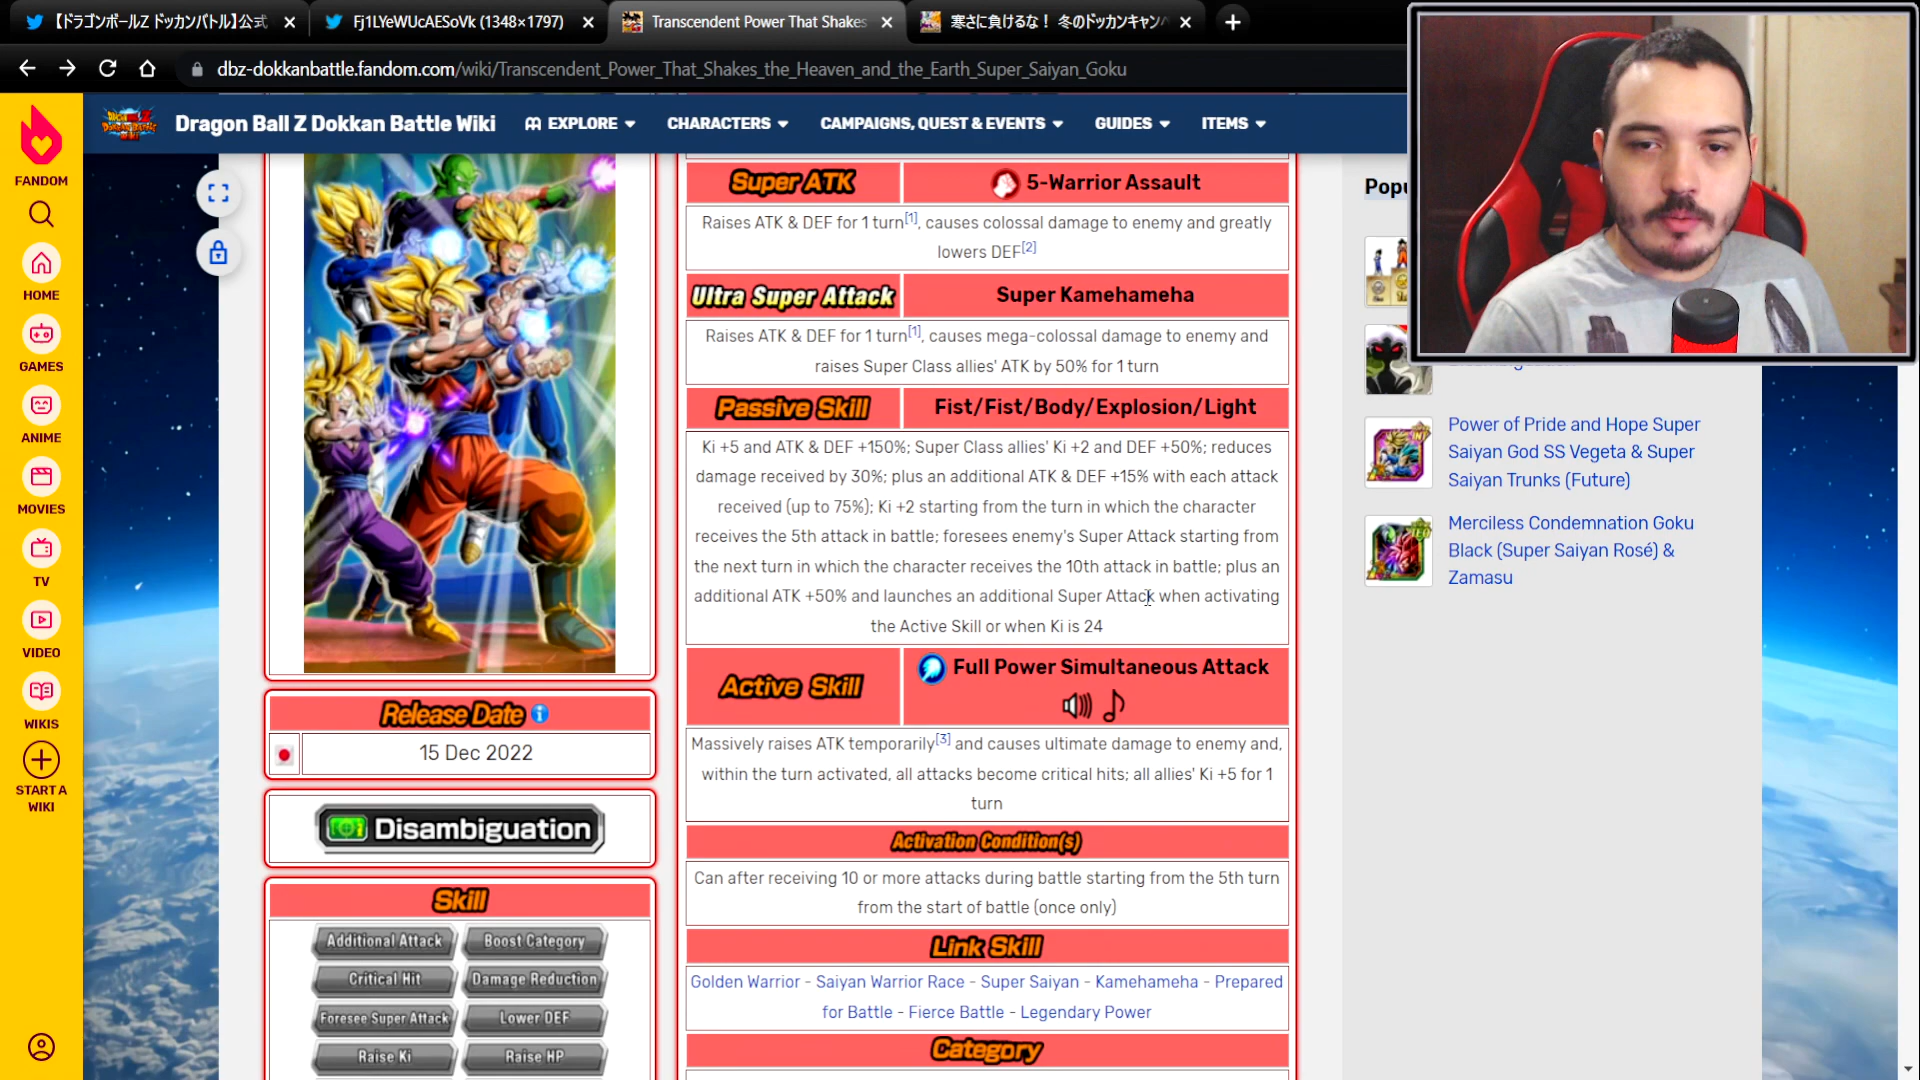 【ドラゴンボールZ ドッカンバトル】公式
Fj1LYeWUcAESoVk (1348×1797)
Transcendent Power That Shakes
寒さに負けるな！ 冬のドッカンキャンペ
dbz-dokkanbattle.fandom.com/wiki/Transcendent_Power_That_Shakes_the_Heaven_and_the_Earth_Super_Saiyan_Goku
Dragon Ball Z Dokkan Battle Wiki
EXPLORE
CHARACTERS
CAMPAIGNS, QUEST & EVENTS
GUIDES
ITEMS
FANDOM
HOME
GAMES
ANIME
MOVIES
TV
VIDEO
WIKIS
START A
WIKI
Release Date
15 Dec 2022
Disambiguation
Skill
Additional Attack
Boost Category
Critical Hit
Damage Reduction
Foresee Super Attack
Lower DEF
Raise Ki
Raise HP
Super ATK
5-Warrior Assault
Raises ATK & DEF for 1 turn[1], causes colossal damage to enemy and greatly
lowers DEF[2]
Ultra Super Attack
Super Kamehameha
Raises ATK & DEF for 1 turn[1], causes mega-colossal damage to enemy and
raises Super Class allies' ATK by 50% for 1 turn
Passive Skill
Fist/Fist/Body/Explosion/Light
Ki +5 and ATK & DEF +150%; Super Class allies' Ki +2 and DEF +50%; reduces
damage received by 30%; plus an additional ATK & DEF +15% with each attack
received (up to 75%); Ki +2 starting from the turn in which the character
receives the 5th attack in battle; foresees enemy's Super Attack starting from
the next turn in which the character receives the 10th attack in battle; plus an
additional ATK +50% and launches an additional Super Attack when activating
the Active Skill or when Ki is 24
Active Skill
Full Power Simultaneous Attack
Massively raises ATK temporarily[3] and causes ultimate damage to enemy and,
within the turn activated, all attacks become critical hits; all allies' Ki +5 for 1
turn
Activation Condition(s)
Can after receiving 10 or more attacks during battle starting from the 5th turn
from the start of battle (once only)
Link Skill
Golden Warrior - Saiyan Warrior Race - Super Saiyan - Kamehameha - Prepared
for Battle - Fierce Battle - Legendary Power
Category
Popu
Power of Pride and Hope Super
Saiyan God SS Vegeta & Super
Saiyan Trunks (Future)
Merciless Condemnation Goku
Black (Super Saiyan Rosé) &
Zamasu